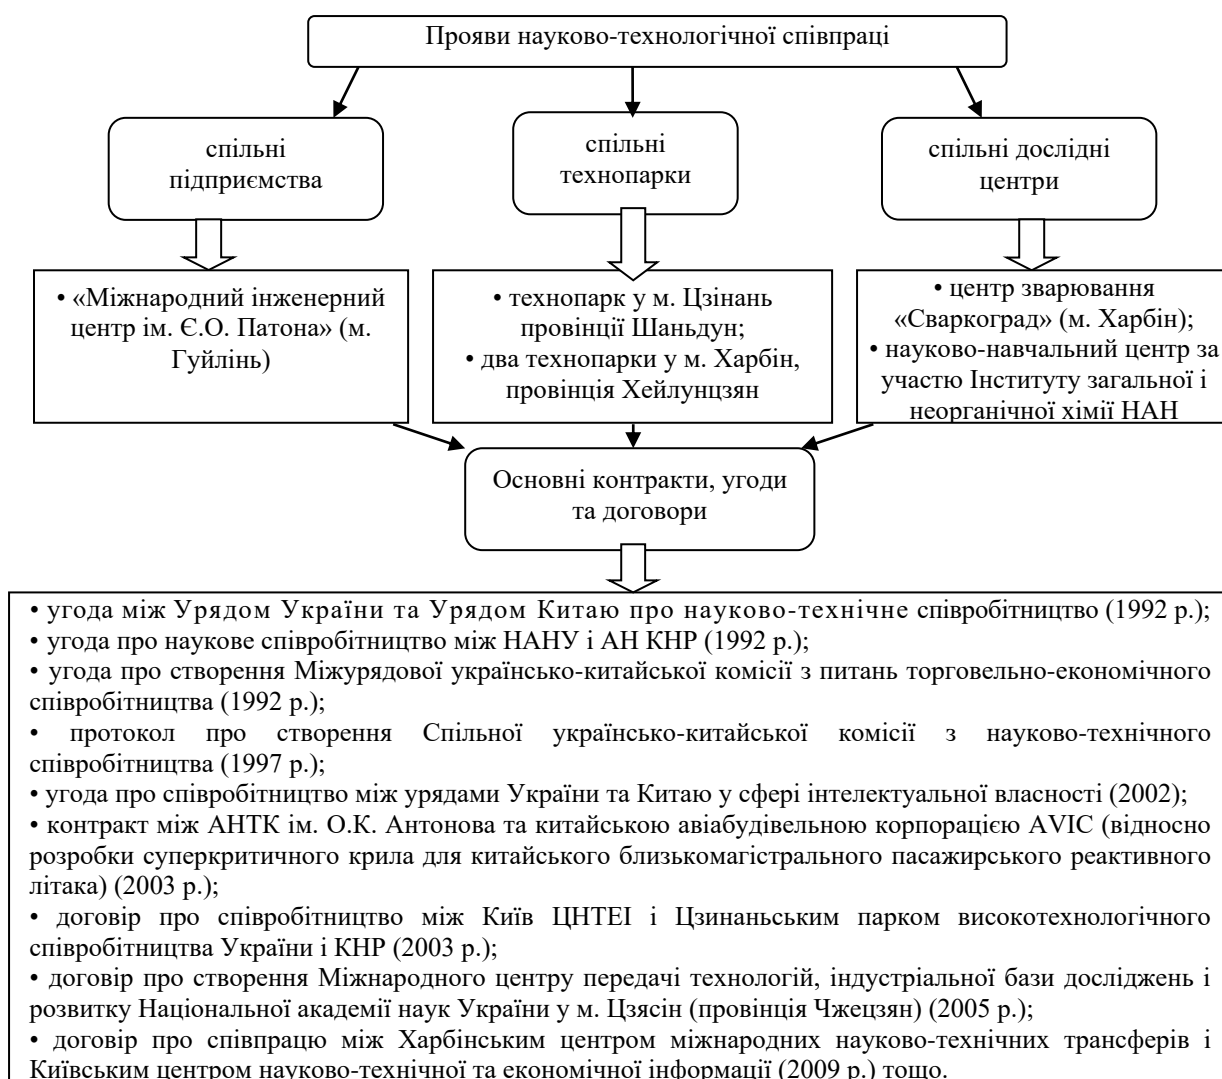 Прояви науково-технологічної співпраці
спільні
підприємства
спільні
технопарки
спільні дослідні
центри
• «Міжнародний інженерний
центр ім. Є.О. Патона» (м.
Гуйлінь)
• технопарк у м. Цзінань
провінції Шаньдун;
• два технопарки у м. Харбін,
провінція Хейлунцзян
• центр зварювання
«Сваркоград» (м. Харбін);
• науково-навчальний центр за
участю Інституту загальної і
неорганічної хімії НАН
Основні контракти, угоди
та договори
• угода між Урядом України та Урядом Китаю про науково-технічне співробітництво (1992 р.);
• угода про наукове співробітництво між НАНУ і АН КНР (1992 р.);
• угода про створення Міжурядової українсько-китайської комісії з питань торговельно-економічного
співробітництва (1992 р.);
• протокол про створення Спільної українсько-китайської комісії з науково-технічного
співробітництва (1997 р.);
• угода про співробітництво між урядами України та Китаю у сфері інтелектуальної власності (2002);
• контракт між АНТК ім. О.К. Антонова та китайською авіабудівельною корпорацією AVIC (відносно
розробки суперкритичного крила для китайського близькомагістрального пасажирського реактивного
літака) (2003 р.);
• договір про співробітництво між Київ ЦНТЕІ і Цзинаньським парком високотехнологічного
співробітництва України і КНР (2003 р.);
• договір про створення Міжнародного центру передачі технологій, індустріальної бази досліджень і
розвитку Національної академії наук України у м. Цзясін (провінція Чжецзян) (2005 р.);
• договір про співпрацю між Харбінським центром міжнародних науково-технічних трансферів і
Київським центром науково-технічної та економічної інформації (2009 р.) тощо.